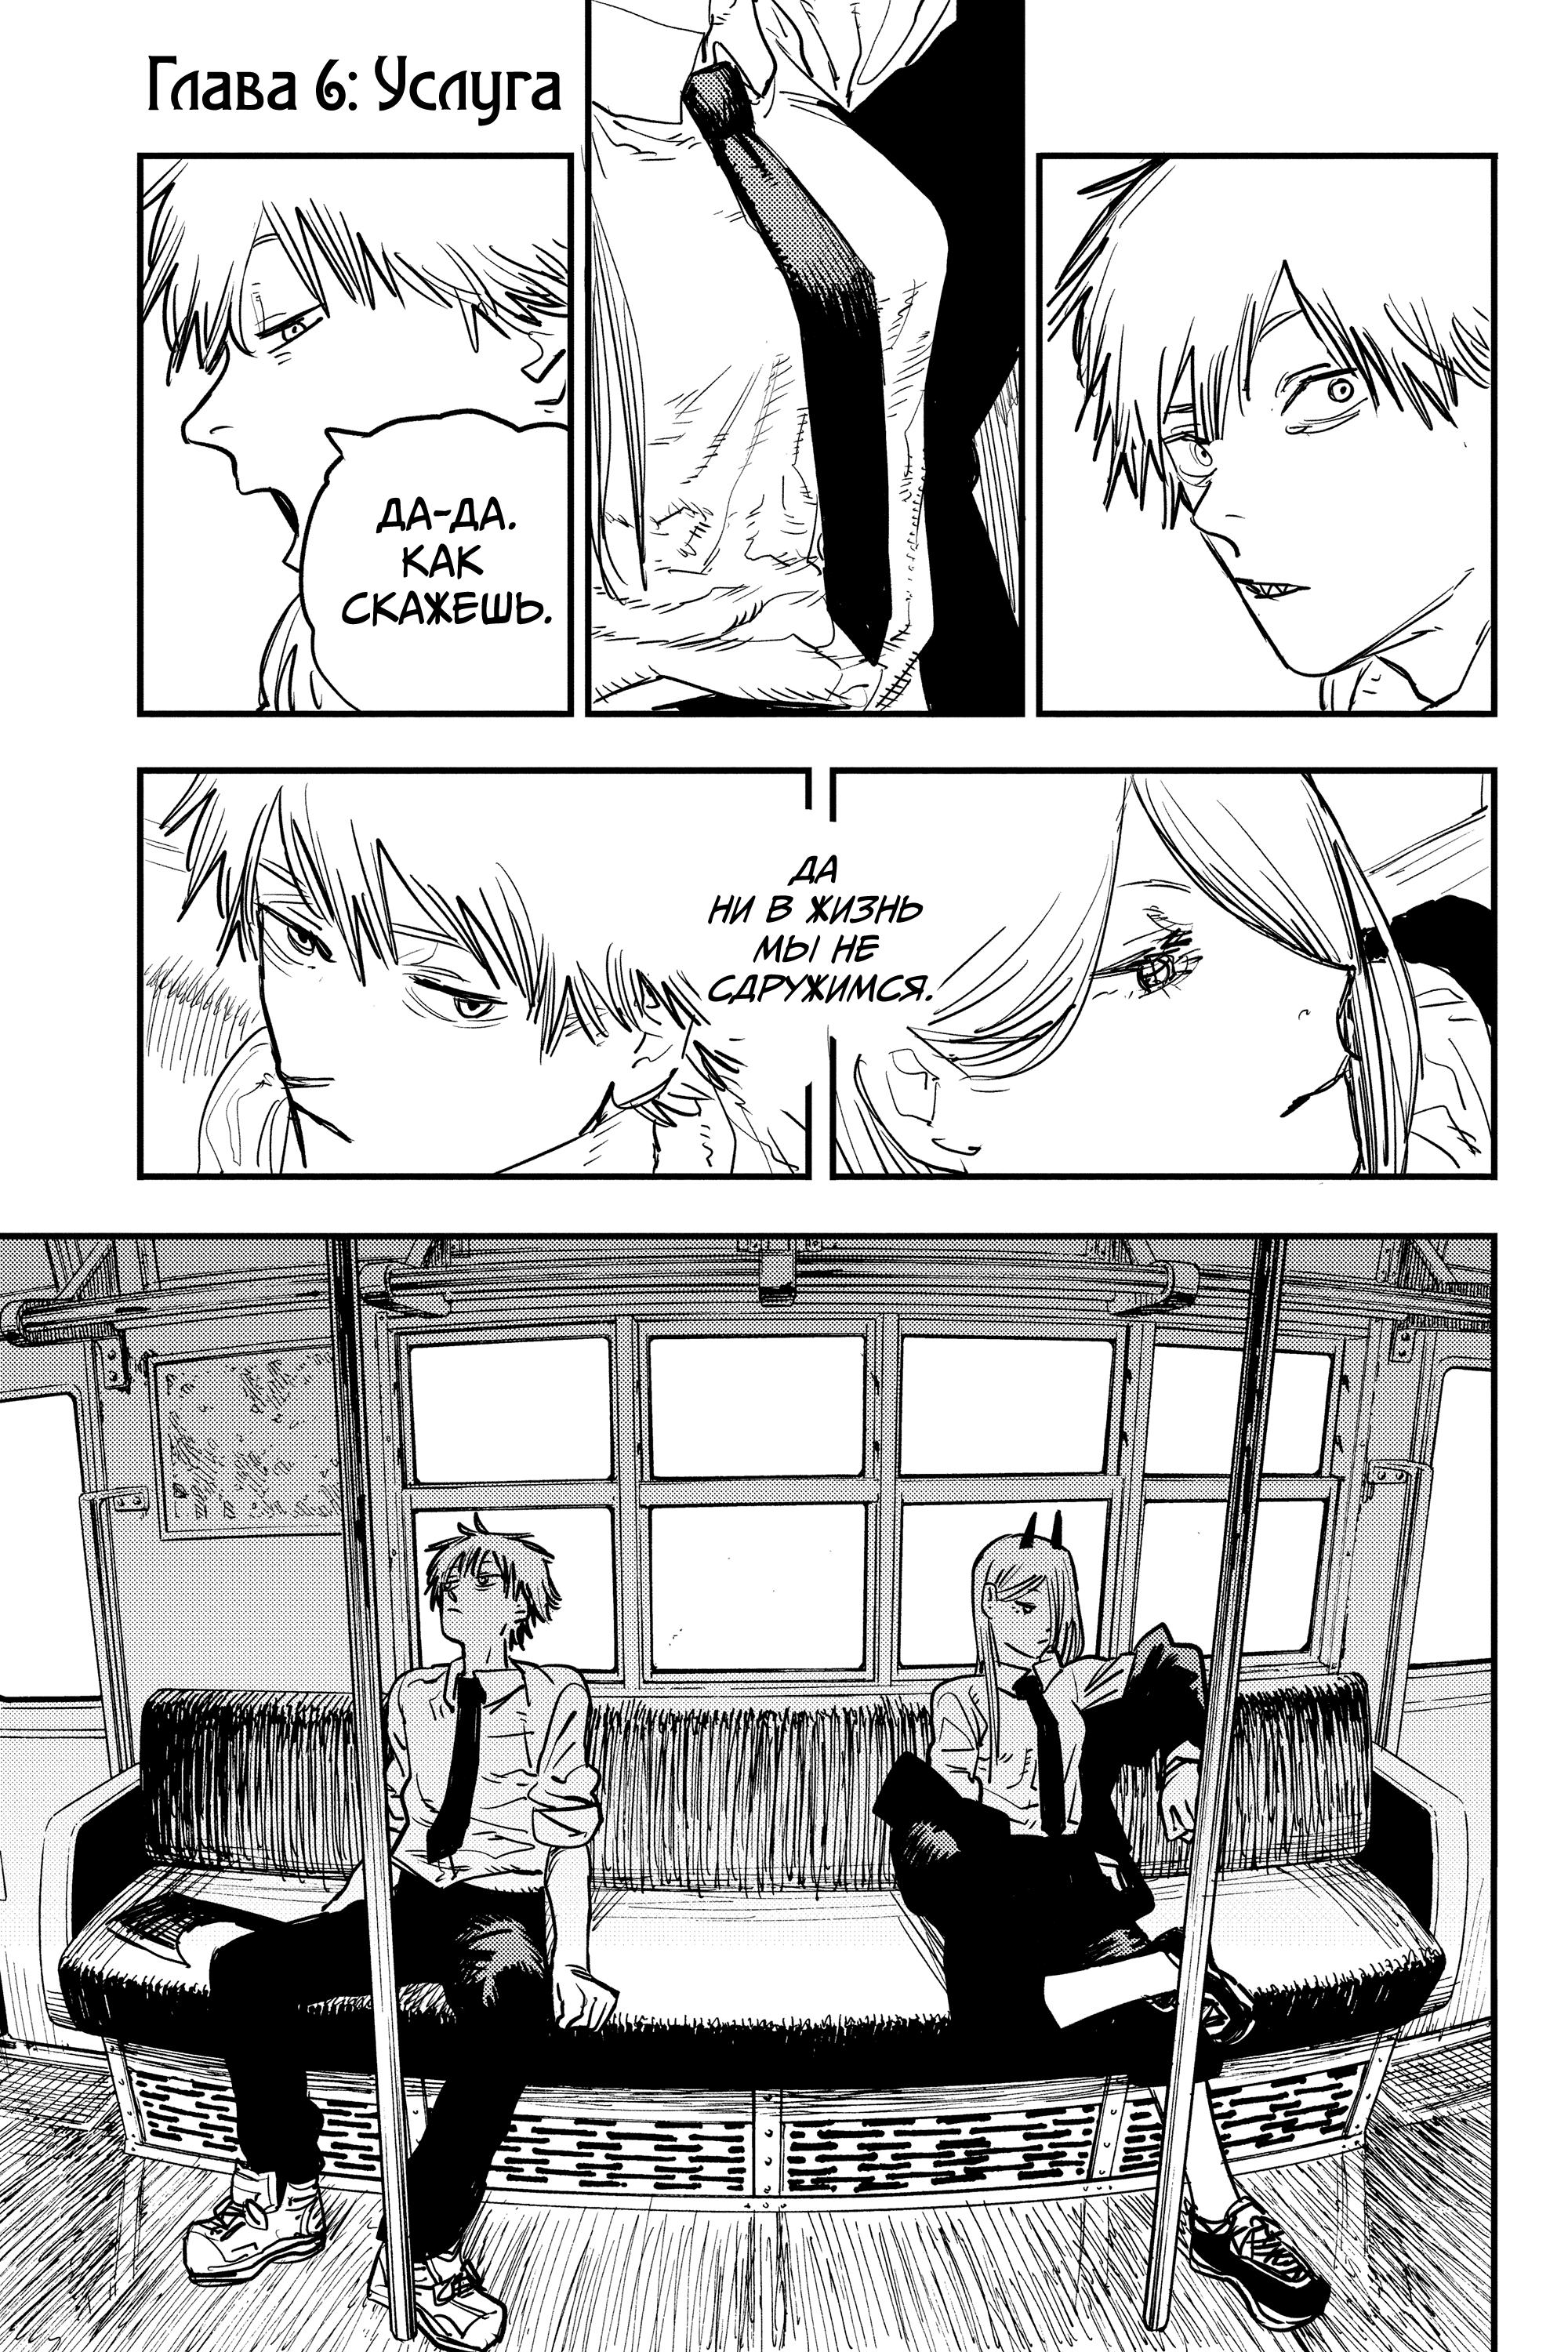 Глава 6: Услуга
ДА-ДА.
КАК
СКАЖЕШЬ.
ДА
НИ В ЖИЗНЬ
МЫ НЕ
СДРУЖИМСЯ.